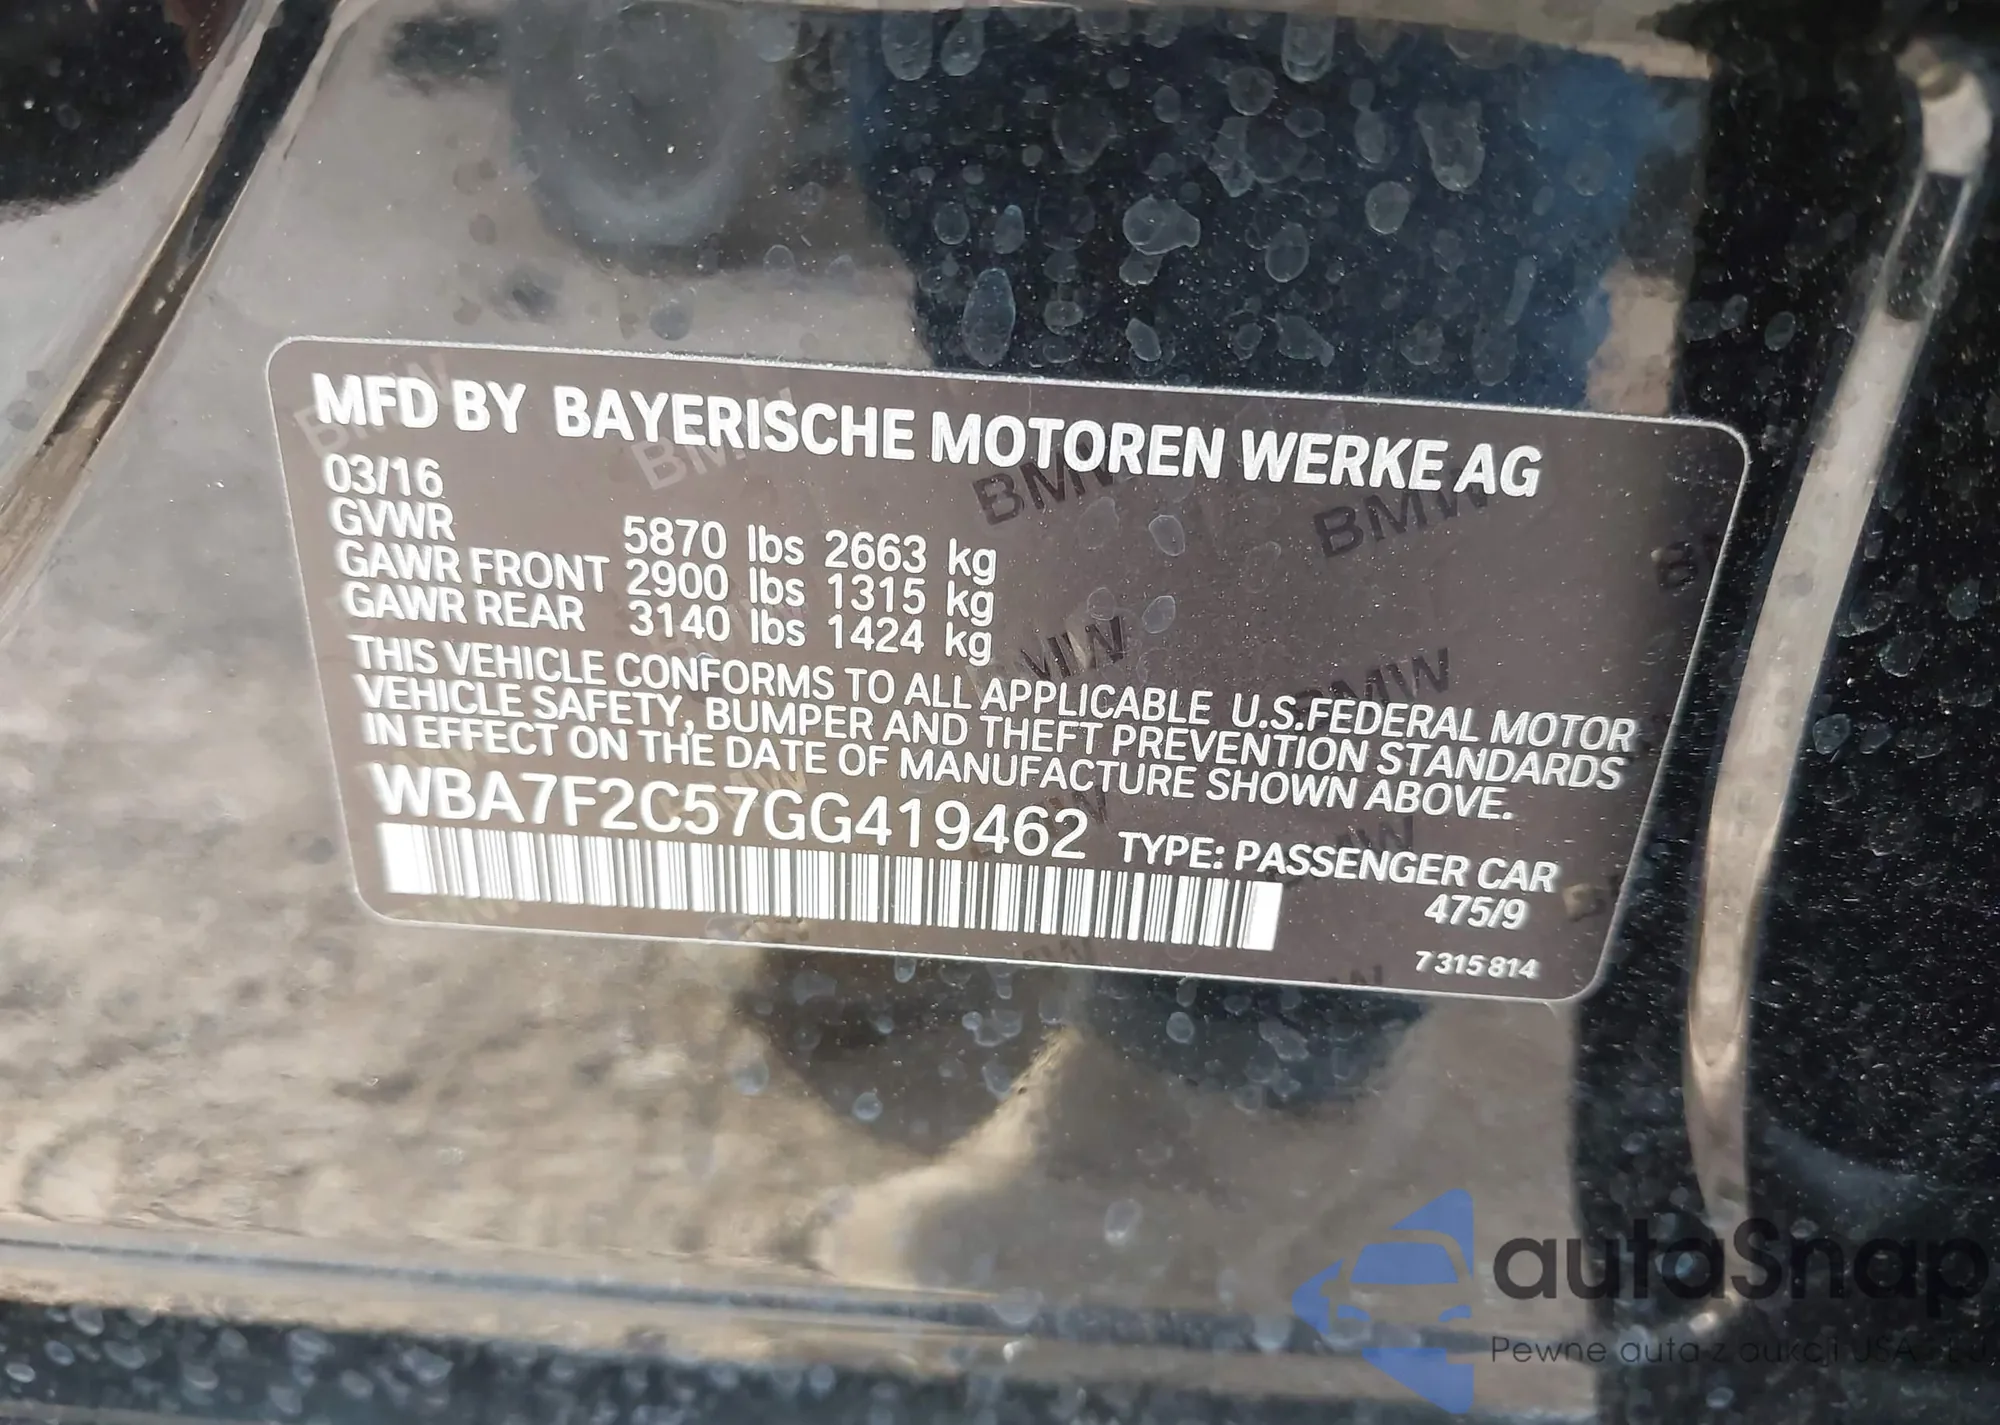 MFD BY BAYERISCHE MOTOREN WERKE AG
03/16
GVWR 5870 lbs 2663 kg
GAWR FRONT 2900 lbs 1315 kg
GAWR REAR 3140 lbs 1424 kg
THIS VEHICLE CONFORMS TO ALL APPLICABLE U.S.FEDERAL MOTOR
VEHICLE SAFETY, BUMPER AND THEFT PREVENTION STANDARDS
IN EFFECT ON THE DATE OF MANUFACTURE SHOWN ABOVE.
WBA7F2C57GG419462 TYPE: PASSENGER CAR
475/9
7 315 814
autaSnap
Pewne auta z aukcji USA i EU